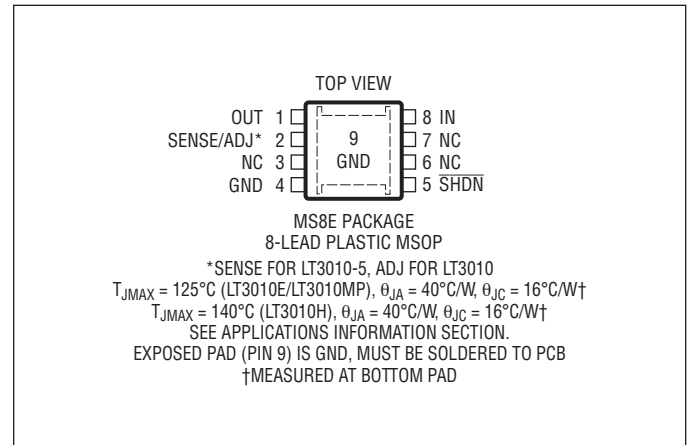 TOP VIEW
OUT 1 8 IN
SENSE/ADJ* 2 9 7 NC
NC 3 GND 6 NC
GND 4 5 S̅H̅D̅N̅
MS8E PACKAGE
8-LEAD PLASTIC MSOP
*SENSE FOR LT3010-5, ADJ FOR LT3010
TJMAX = 125°C (LT3010E/LT3010MP), θJA = 40°C/W, θJC = 16°C/W†
TJMAX = 140°C (LT3010H), θJA = 40°C/W, θJC = 16°C/W†
SEE APPLICATIONS INFORMATION SECTION.
EXPOSED PAD (PIN 9) IS GND, MUST BE SOLDERED TO PCB
†MEASURED AT BOTTOM PAD